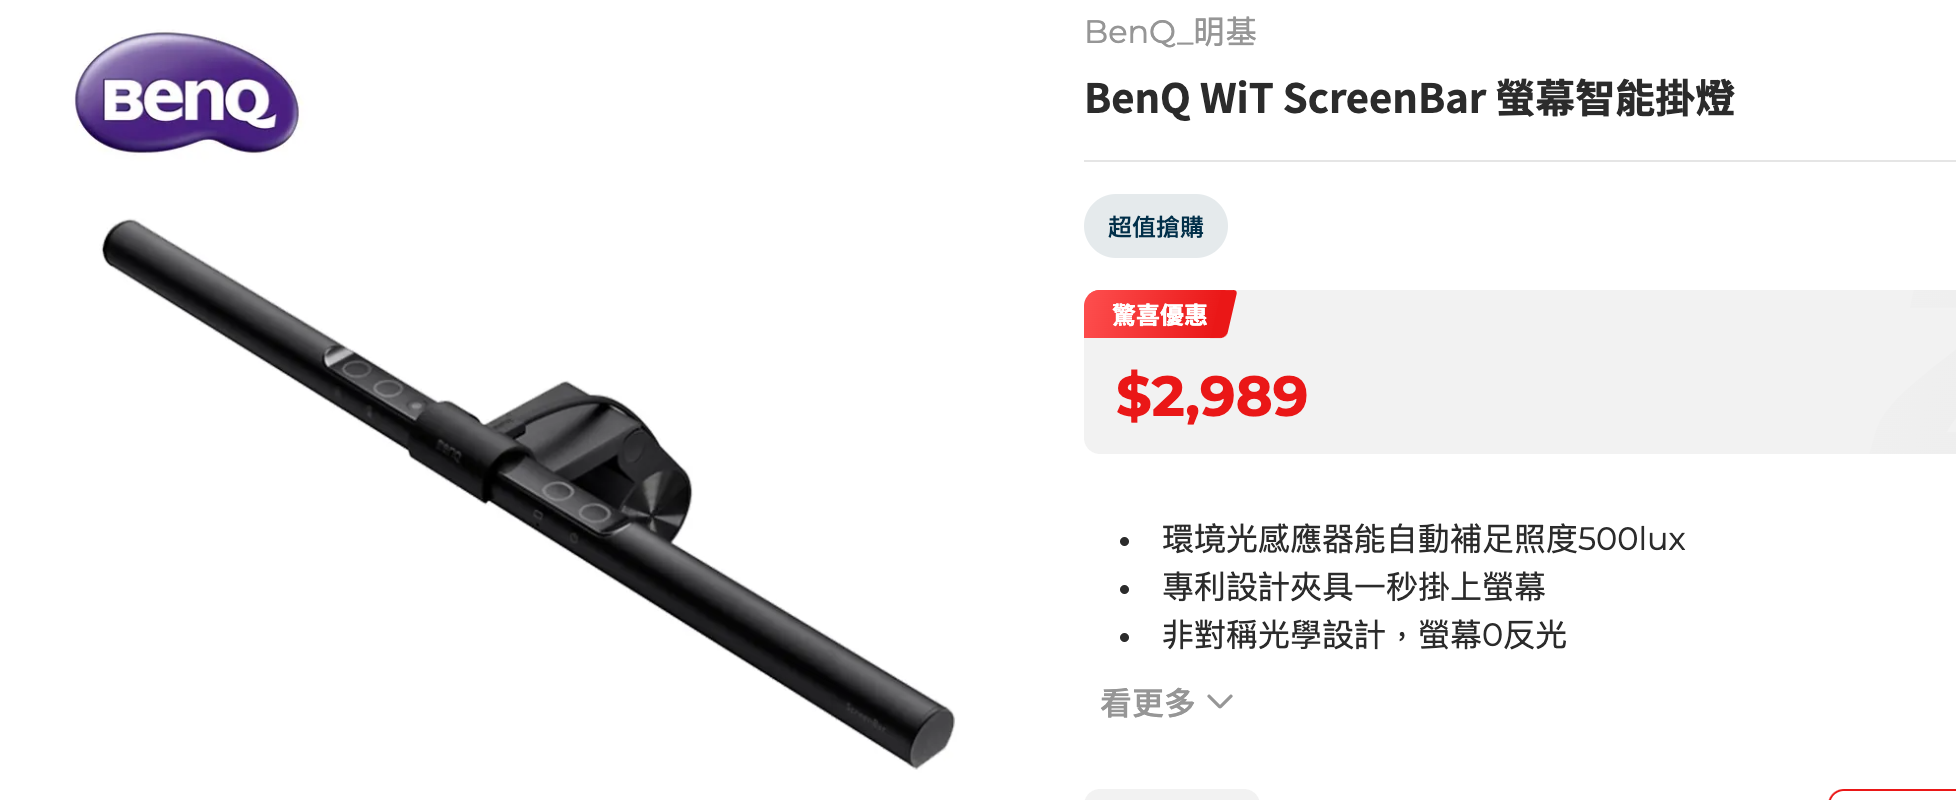 BenQ_明基
BenQ
BenQ WiT ScreenBar 螢幕智能掛燈
超值搶購
驚喜優惠
$2,989
BenQ
環境光感應器能自動補足照度500lux
專利設計夾具一秒掛上螢幕
非對稱光學設計，螢幕0反光
看更多
ScreenBar